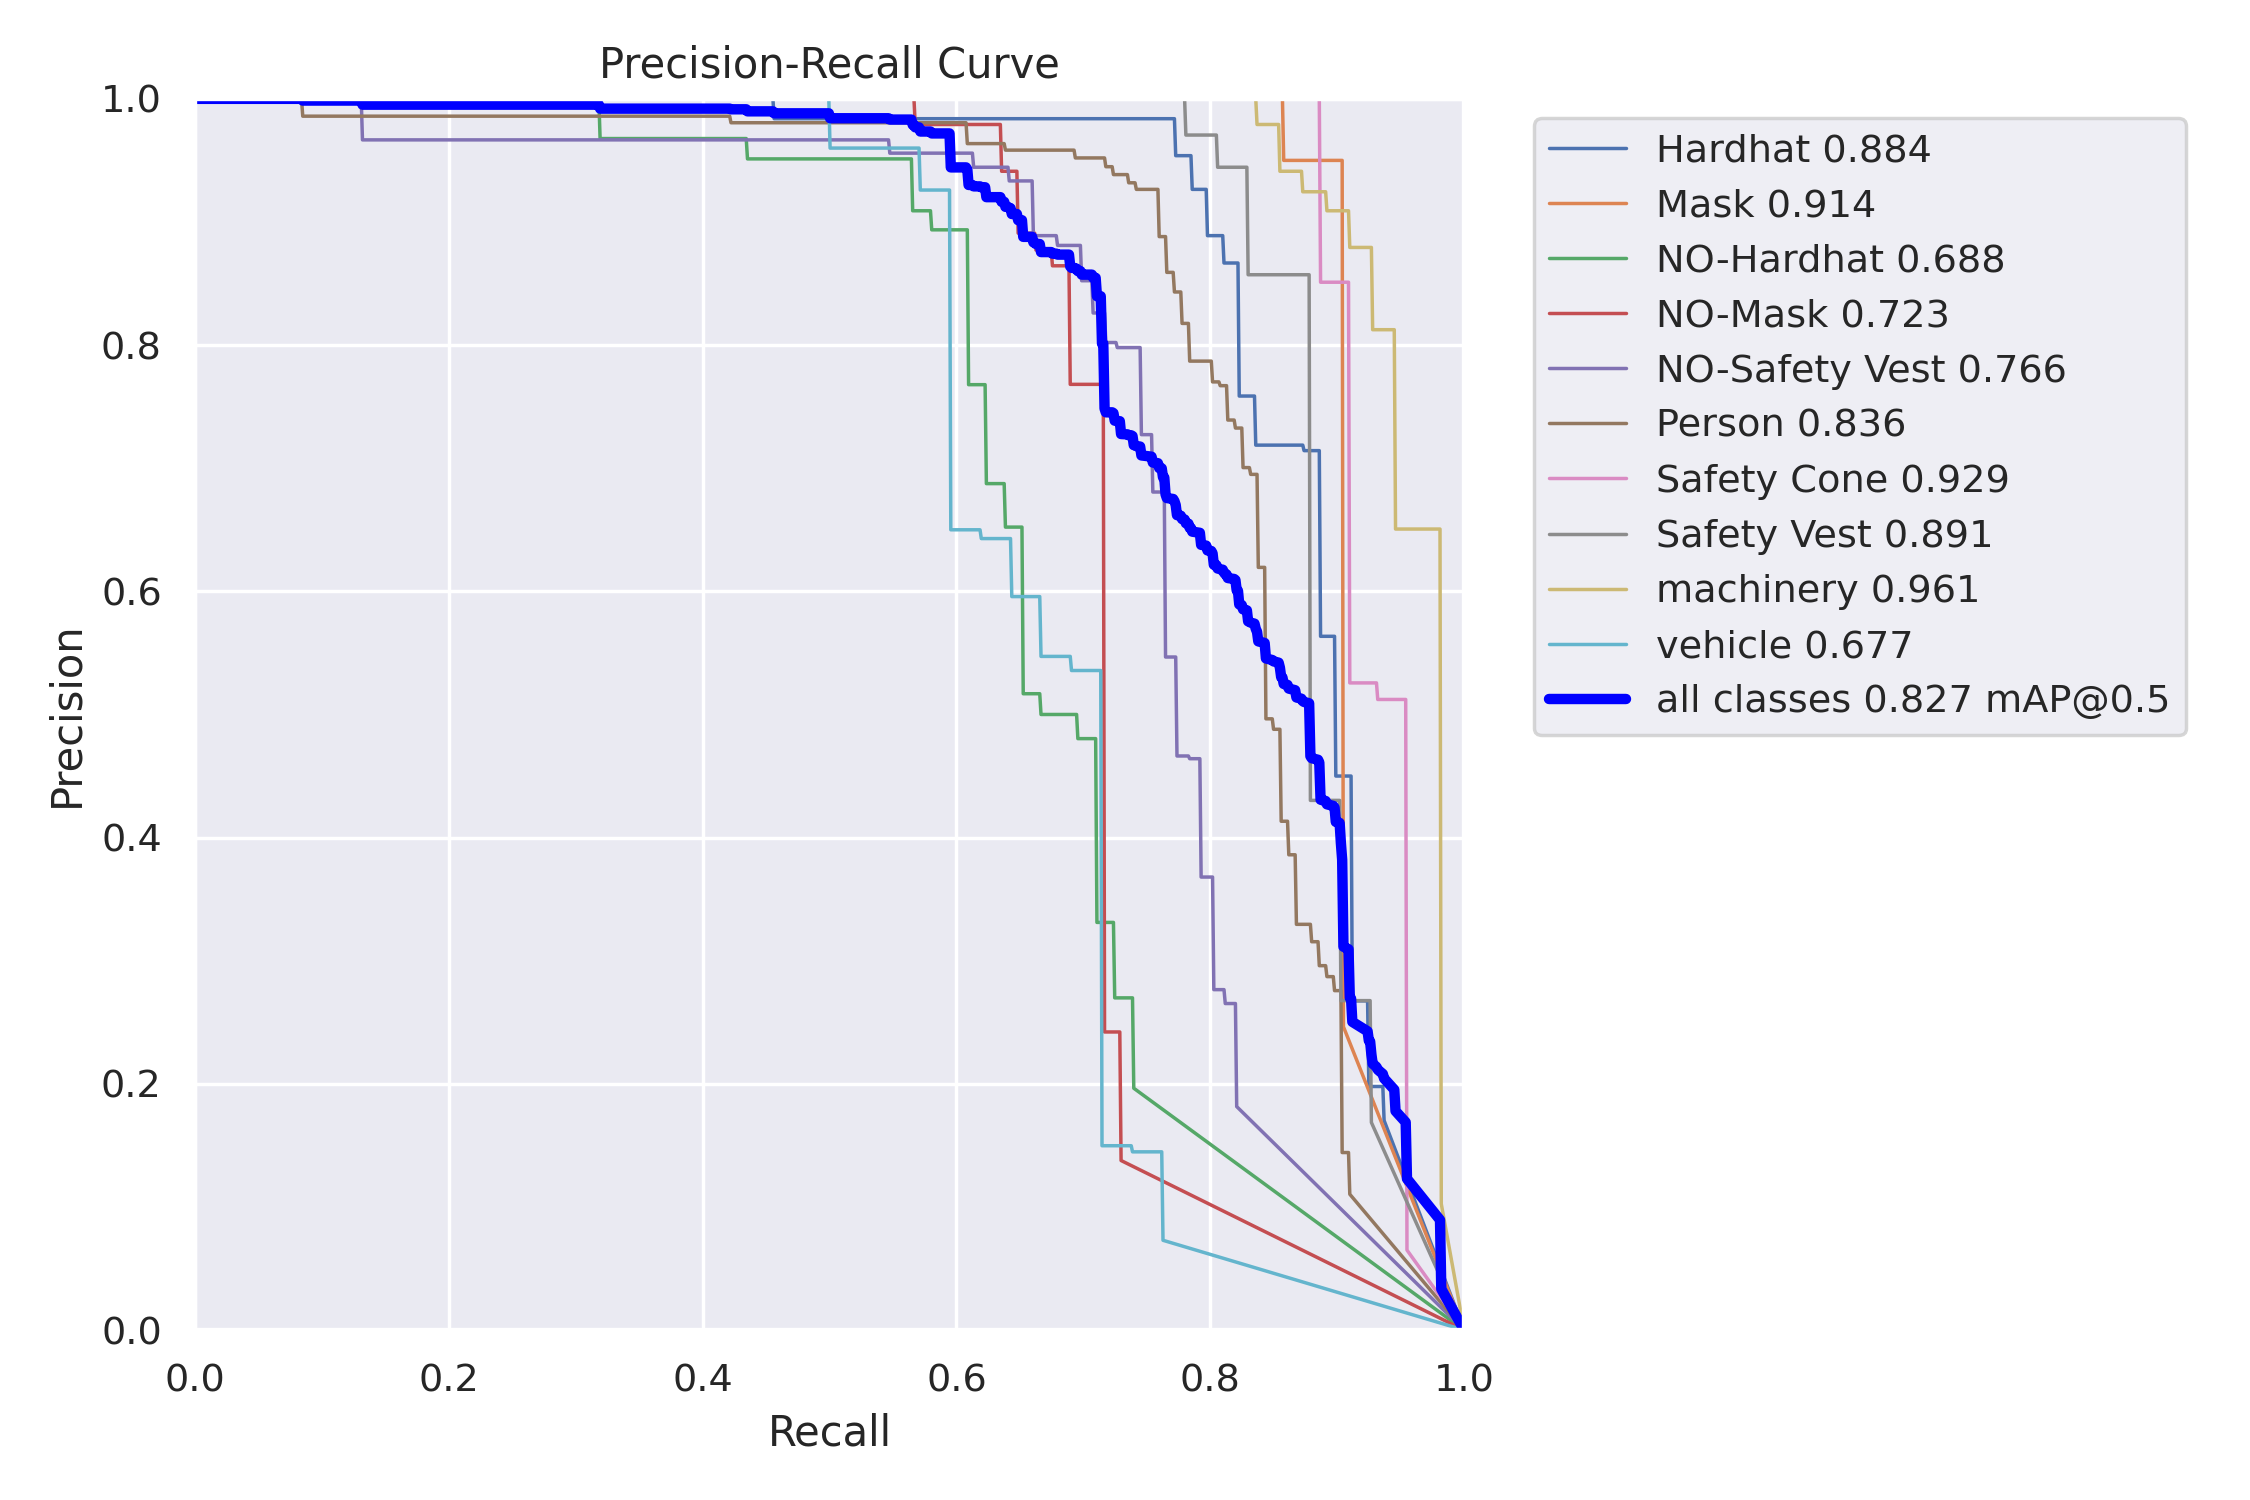 Precision-Recall Curve
1.0
0.8
0.6
0.4
0.2
0.0
Precision
0.0 0.2 0.4 0.6 0.8 1.0
Recall
Hardhat 0.884
Mask 0.914
NO-Hardhat 0.688
NO-Mask 0.723
NO-Safety Vest 0.766
Person 0.836
Safety Cone 0.929
Safety Vest 0.891
machinery 0.961
vehicle 0.677
all classes 0.827 mAP@0.5